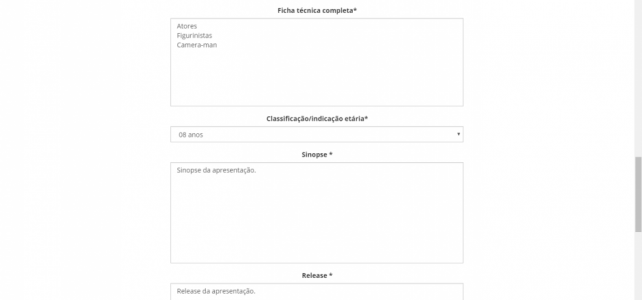 Ficha técnica completa*
Atores
Figurinistas
Camera-man
Classificação/indicação etária*
08 anos
Sinopse *
Sinopse da apresentação.
Release *
Release da apresentação.